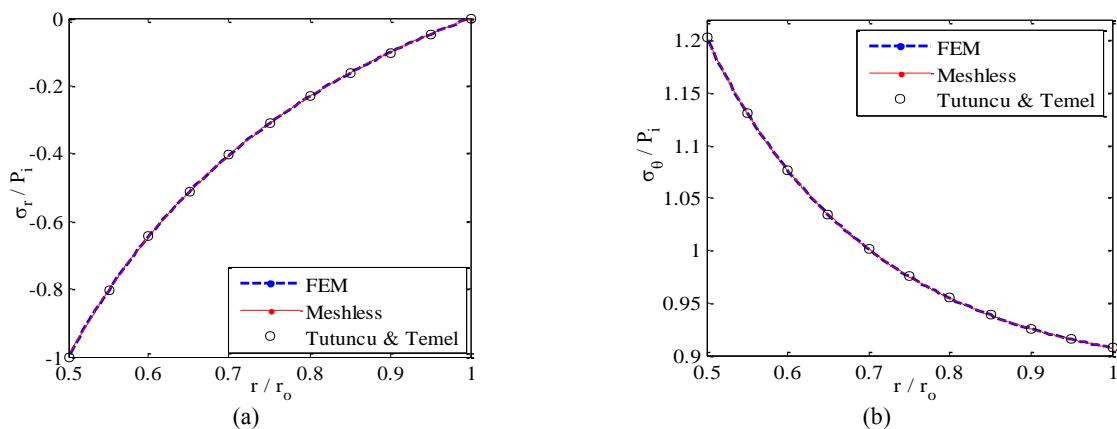 0
-0.2
-0.4
-0.6
-0.8
-1
σr / Pi
FEM
Meshless
Tutuncu & Temel
0.5 0.6 0.7 0.8 0.9 1
r / ro
(a)
1.2
1.15
1.1
1.05
1
0.95
0.9
σθ / Pi
FEM
Meshless
Tutuncu & Temel
0.5 0.6 0.7 0.8 0.9 1
r / ro
(b)